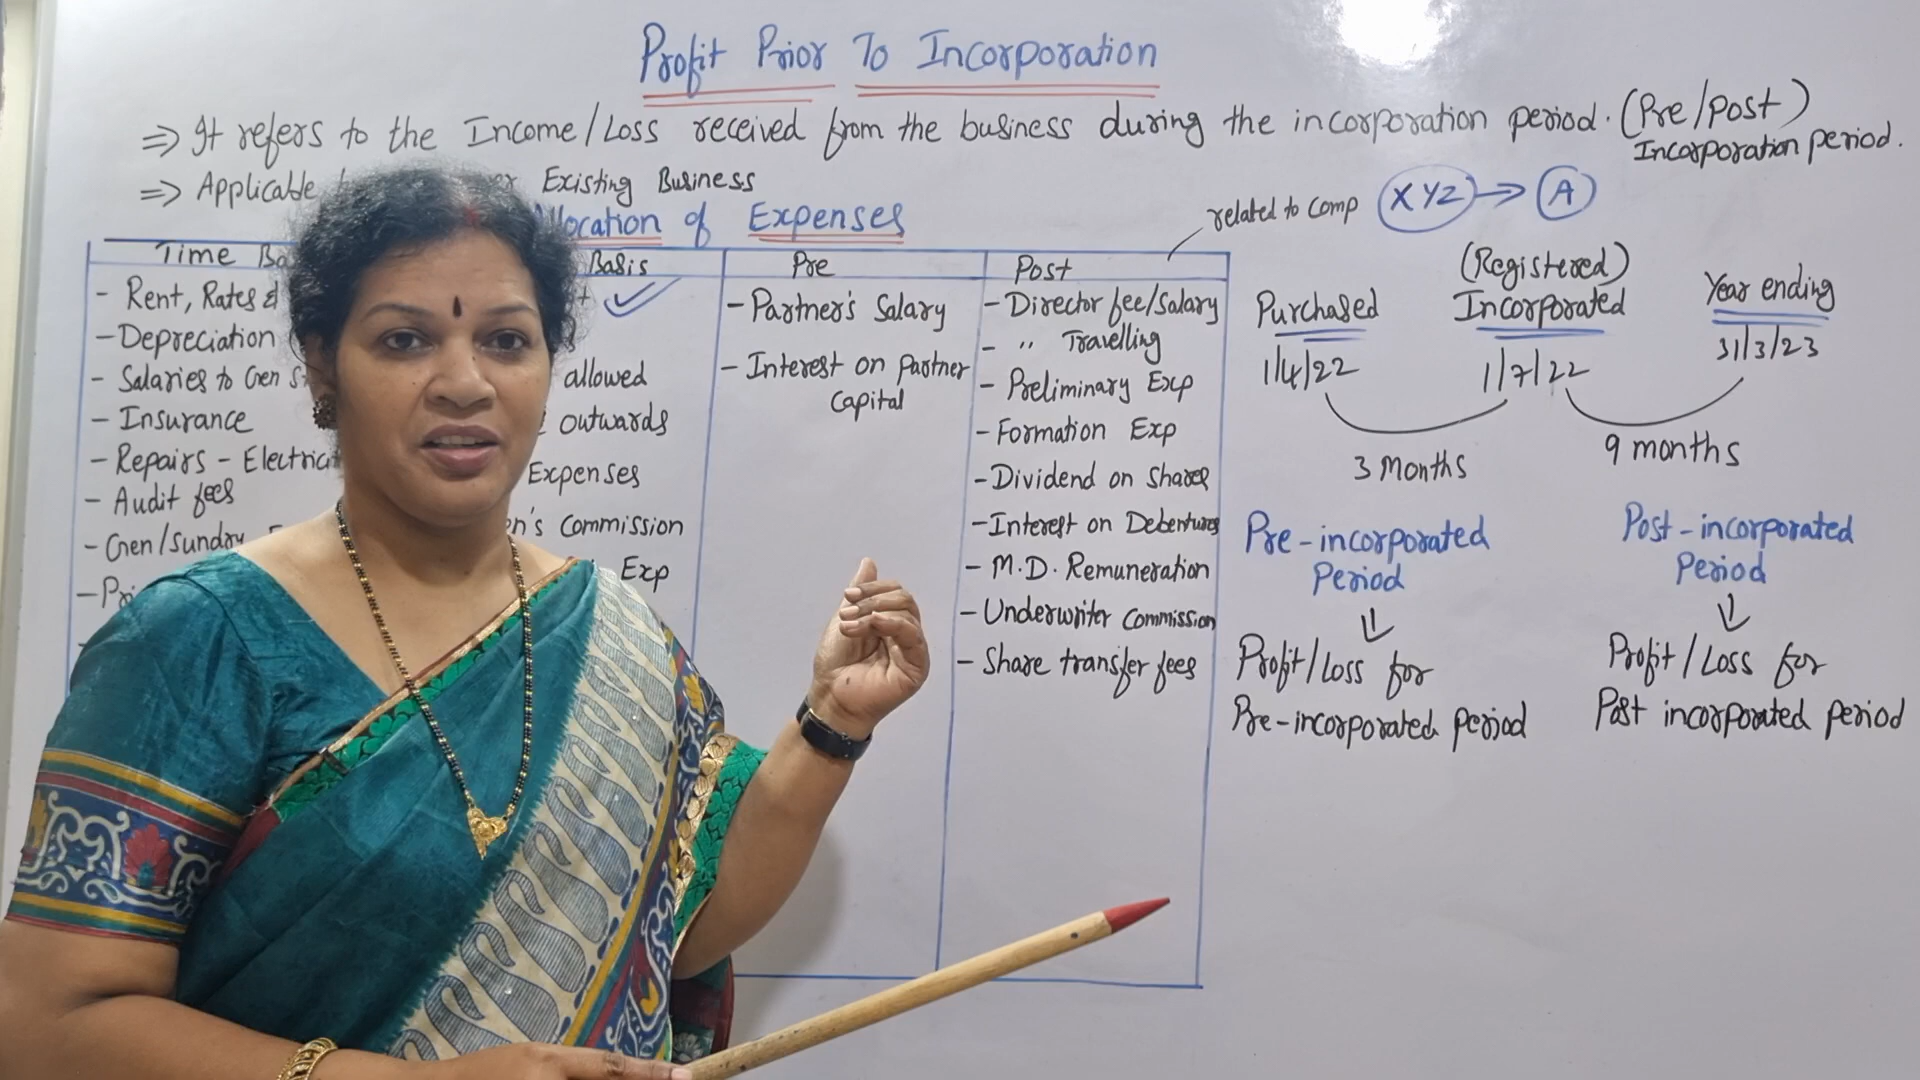 Profit Prior To Incorporation
⇒ It refers to the Income/Loss received from the business during the incorporation period. (Pre/Post)
Incorporation period.
⇒ Applicable Existing Business
of Expenses
related to comp XYZ → A
Time Basis Pre Post
- Rent, Rates &
- Depreciation
- Salaries to Gen
- Insurance
- Repairs -
- Audit fees
- Gen/Sundry
allowed
outwards
Expenses
Commission
Exp
- Partner's Salary
- Interest on Partner
Capital
- Director fee/Salary
- " Travelling
- Preliminary Exp
- Formation Exp
- Dividend on Shares
- Interest on Debentures
- M.D. Remuneration
- Underwriter Commission
- Share transfer fees
Purchased
1/4/22
(Registered)
Incorporated
1/7/22
Year ending
31/3/23
3 Months
9 months
Pre-incorporated
Period
Profit/Loss for
Pre-incorporated period
Post-incorporated
Period
Profit/Loss for
Post incorporated period